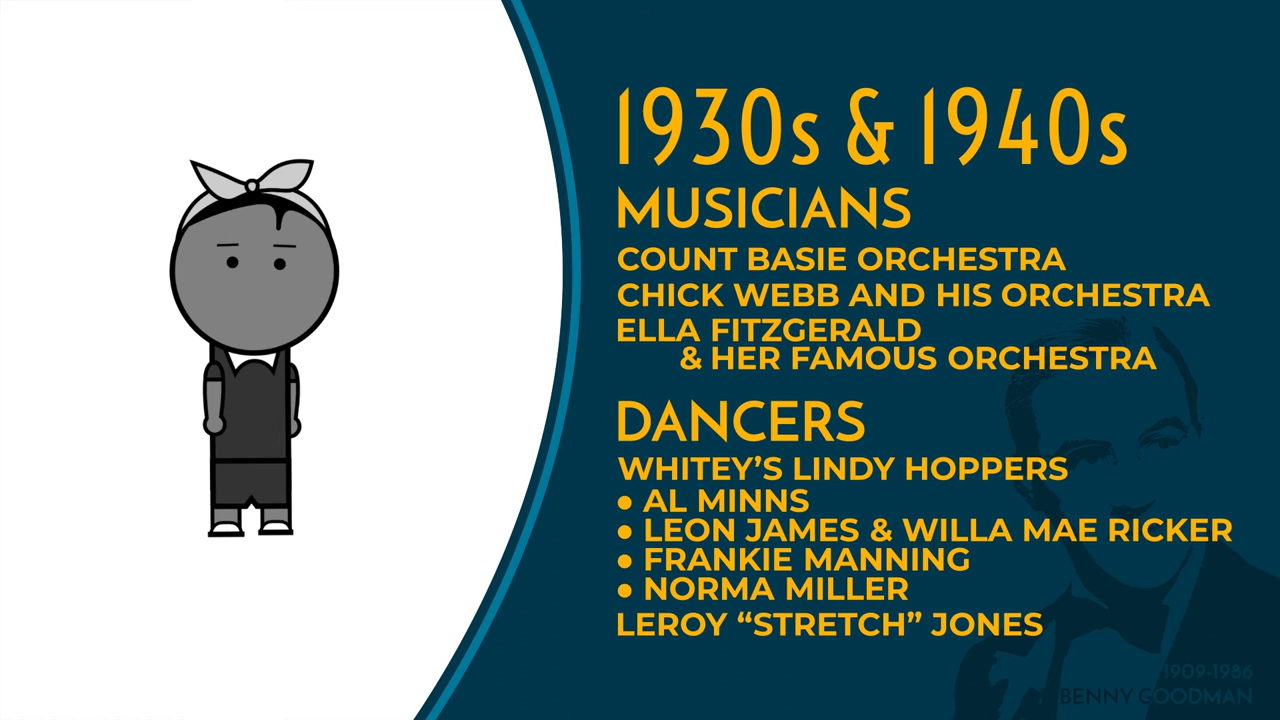 1930s & 1940s
MUSICIANS
COUNT BASIE ORCHESTRA
CHICK WEBB AND HIS ORCHESTRA
ELLA FITZGERALD
& HER FAMOUS ORCHESTRA
DANCERS
WHITEY’S LINDY HOPPERS
• AL MINNS
• LEON JAMES & WILLA MAE RICKER
• FRANKIE MANNING
• NORMA MILLER
LEROY “STRETCH” JONES
1909-1986
BENNY GOODMAN